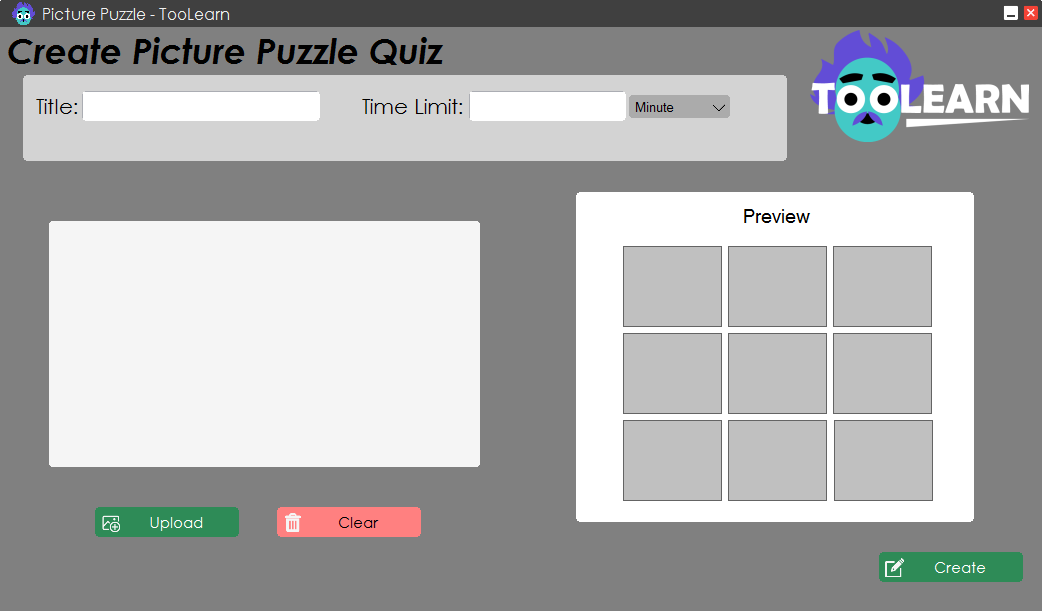 Picture Puzzle - TooLearn
Create Picture Puzzle Quiz
TOOLEARN
Title:
Time Limit:
Minute
Preview
Upload
Clear
Create